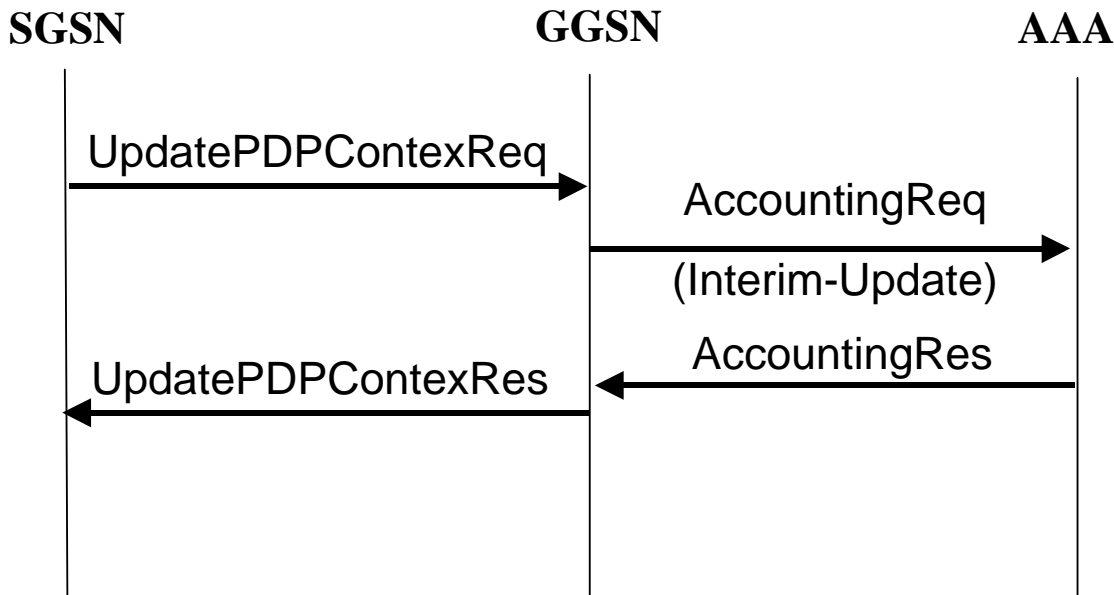 SGSN GGSN AAA
UpdatePDPContexReq
AccountingReq
(Interim-Update)
AccountingRes
UpdatePDPContexRes